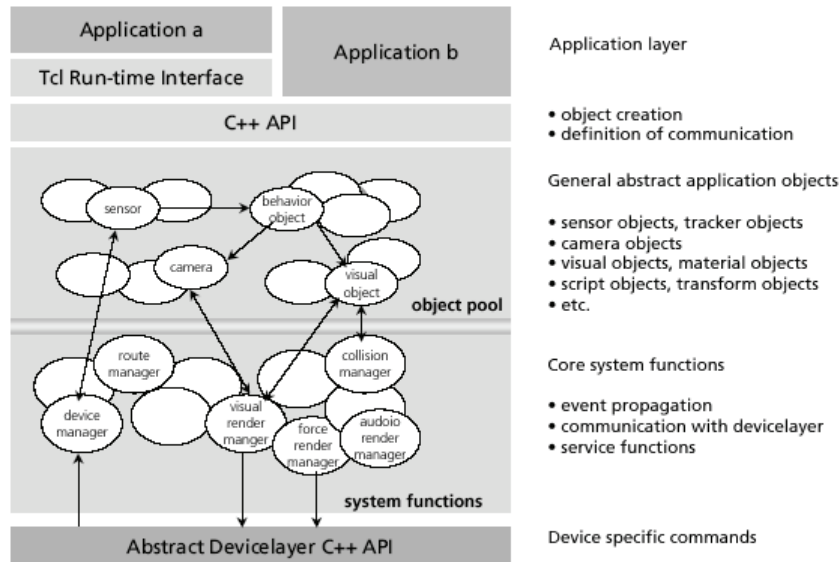 Application a
Application b
Application layer
Tcl Run-time Interface
C++ API
• object creation
• definition of communication
General abstract application objects
sensor
behavior
object
• sensor objects, tracker objects
• camera objects
• visual objects, material objects
• script objects, transform objects
• etc.
camera
visual
object
object pool
route
manager
collision
manager
Core system functions
device
manager
visual
render
manger
force
render
manager
audoio
render
manager
• event propagation
• communication with devicelayer
• service functions
system functions
Abstract Devicelayer C++ API
Device specific commands